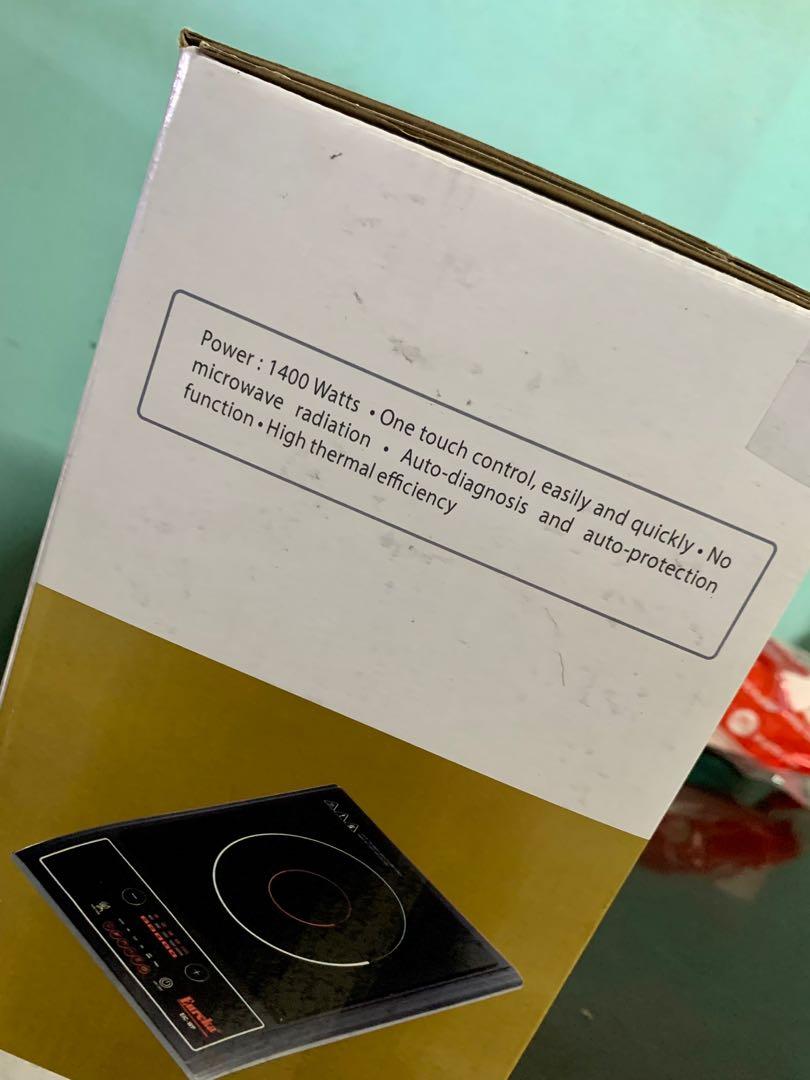 Power : 1400 Watts • One touch control, easily and quickly • No
microwave radiation • Auto-diagnosis and auto-protection
function • High thermal efficiency
Eureka